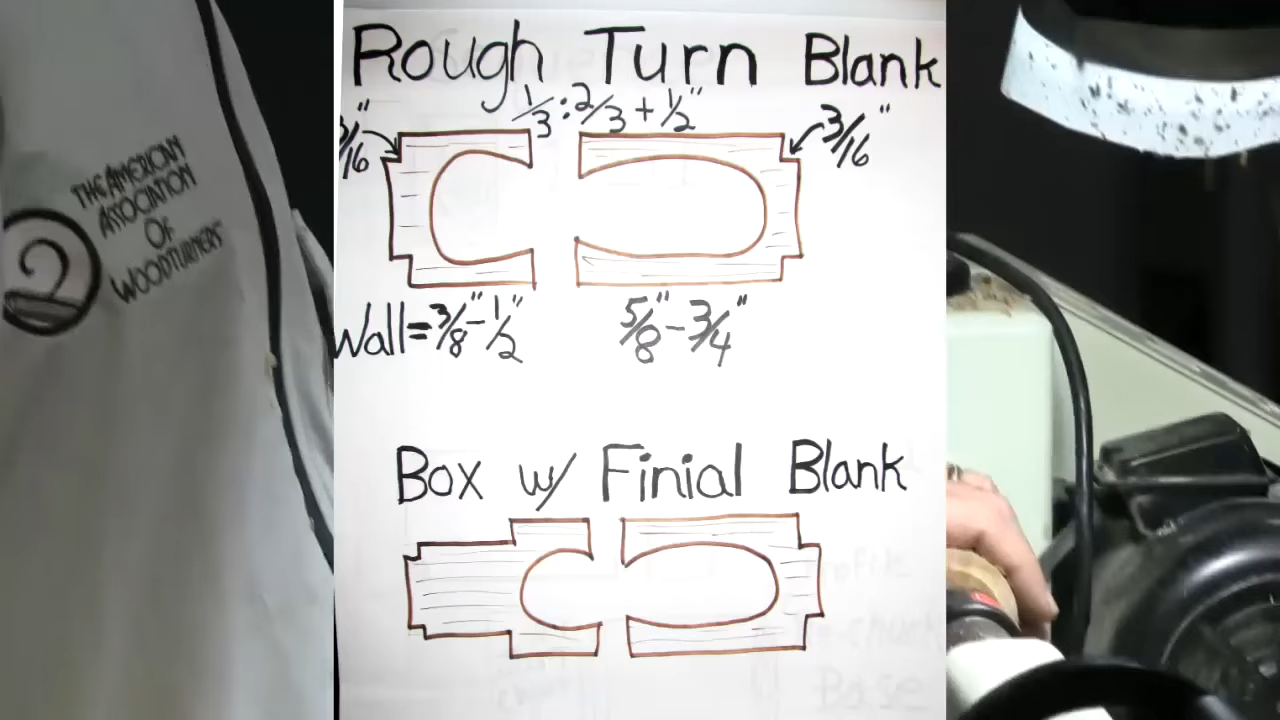 THE AMERICAN
ASSOCIATION
OF
WOODTURNERS
Rough Turn Blank
1/3 : 2/3 + 1/2"
3/16"
3/16"
Wall = 3/8" - 1/2"
5/8" - 3/4"
Box w/ Finial Blank
Base